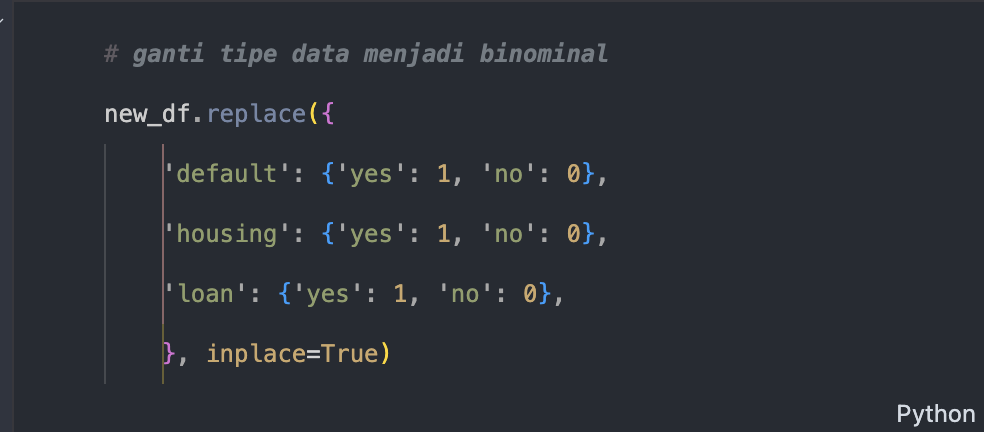 # ganti tipe data menjadi binominal
new_df.replace({
'default': {'yes': 1, 'no': 0},
'housing': {'yes': 1, 'no': 0},
'loan': {'yes': 1, 'no': 0},
}, inplace=True)
Python